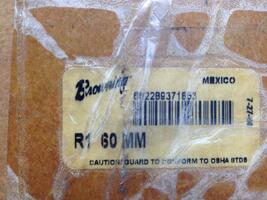 Browning
MEXICO
R1 60 MM
CAUTION: GUARD TO CONFORM TO OSHA STDS